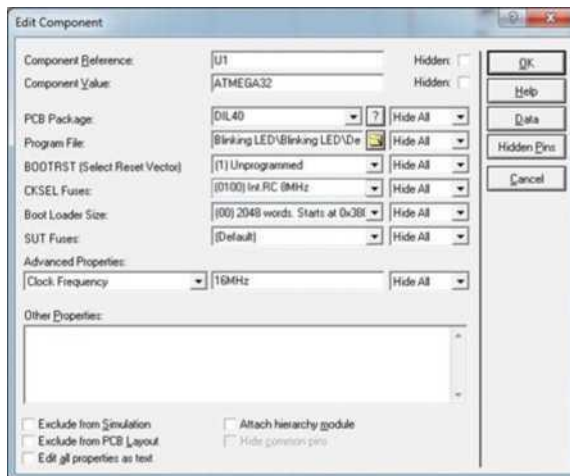 Edit Component
Component Reference: U1 Hidden:
Component Value: ATMEGA32 Hidden:
PCB Package: DIL40 ? Hide All
Program File: Blinking LED\Blinking LED\De Hide All
BOOTRST (Select Reset Vector) (1) Unprogrammed Hide All
CKSEL Fuses: (0100) Int.RC 8MHz Hide All
Boot Loader Size: (00) 2048 words. Starts at 0x380 Hide All
SUT Fuses: (Default) Hide All
Advanced Properties:
Clock Frequency 16MHz Hide All
Other Properties:
Exclude from Simulation Attach hierarchy module
Exclude from PCB Layout Hide common pins
Edit all properties as text
OK
Help
Data
Hidden Pins
Cancel